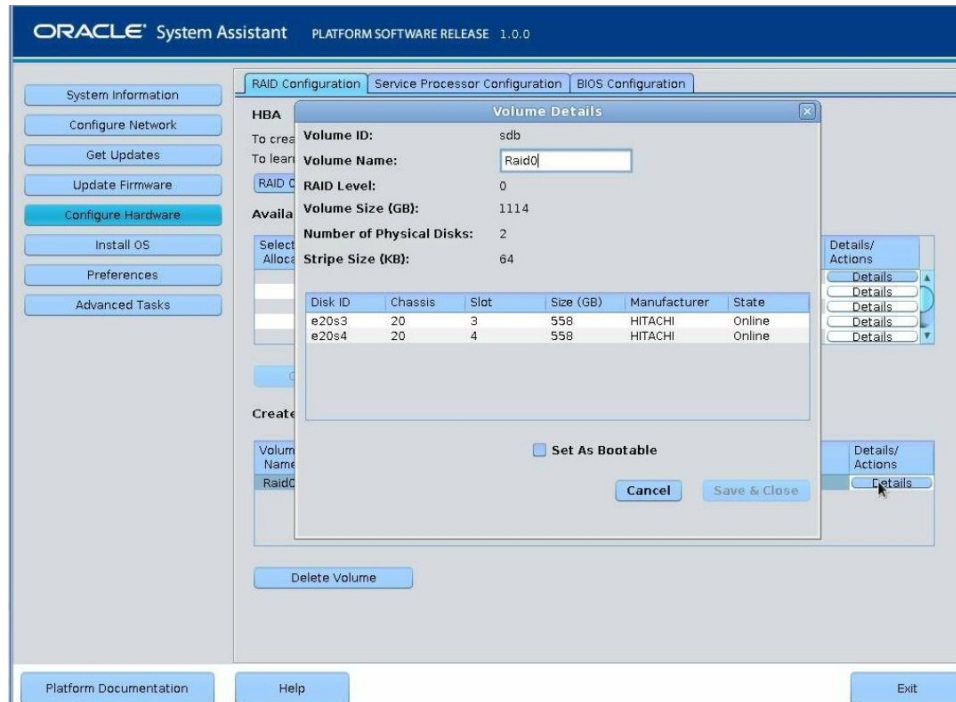 ORACLE® System Assistant PLATFORM SOFTWARE RELEASE 1.0.0
System Information
Configure Network
Get Updates
Update Firmware
Configure Hardware
Install OS
Preferences
Advanced Tasks
RAID Configuration Service Processor Configuration BIOS Configuration
HBA
To crea
To lear
RAID C
Availa
Select
Alloca
Details/
Actions
Details
Details
Details
Details
Details
Create
Volum
Name
Raid0
Details/
Actions
Details
Delete Volume
Volume Details
Volume ID: sdb
Volume Name: Raid0
RAID Level: 0
Volume Size (GB): 1114
Number of Physical Disks: 2
Stripe Size (KB): 64
Disk ID Chassis Slot Size (GB) Manufacturer State
e20s3 20 3 558 HITACHI Online
e20s4 20 4 558 HITACHI Online
Set As Bootable
Cancel Save & Close
Platform Documentation Help Exit